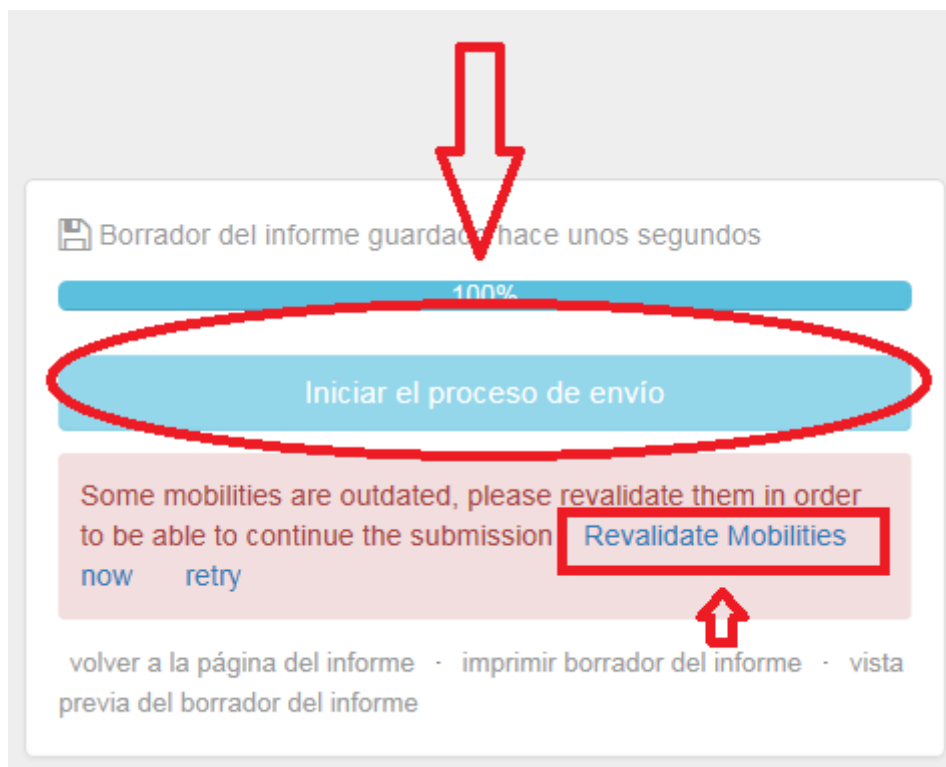 Borrador del informe guardado hace unos segundos
100%
Iniciar el proceso de envío
Some mobilities are outdated, please revalidate them in order
to be able to continue the submission Revalidate Mobilities
now retry
volver a la página del informe · imprimir borrador del informe · vista
previa del borrador del informe